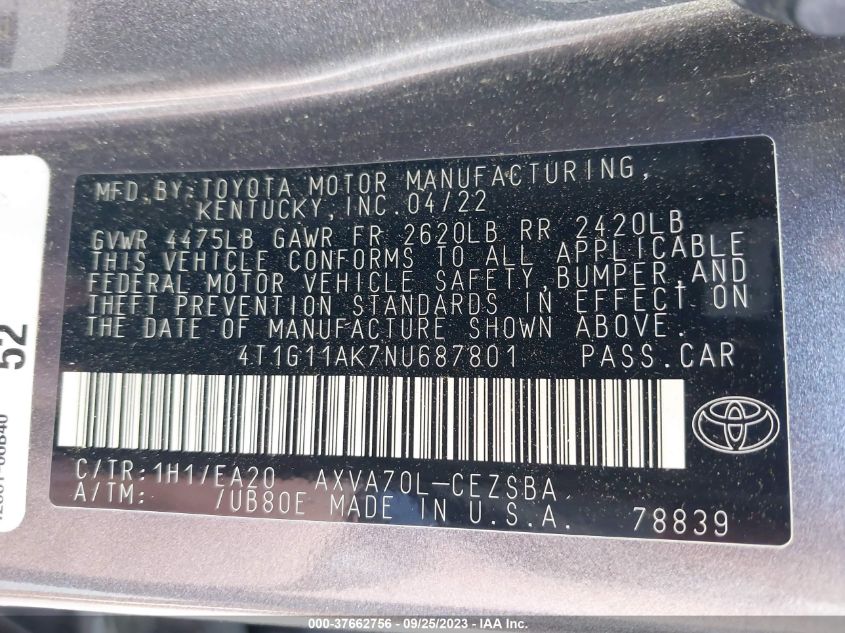 MFD.BY:TOYOTA MOTOR MANUFACTURING,
KENTUCKY,INC.04/22
GVWR 4475LB GAWR FR 2620LB RR 2420LB
THIS VEHICLE CONFORMS TO ALL APPLICABLE
FEDERAL MOTOR VEHICLE SAFETY,BUMPER,AND
THEFT PREVENTION STANDARDS IN EFFECT ON
THE DATE OF MANUFACTURE SHOWN ABOVE.
4T1G11AK7NU687801 PASS.CAR
C/TR:1H1/EA20 AXVA70L-CEZSBA
A/TM: /UB80E MADE IN U.S.A. 78839
52
000-37662756 - 09/25/2023 - IAA Inc.